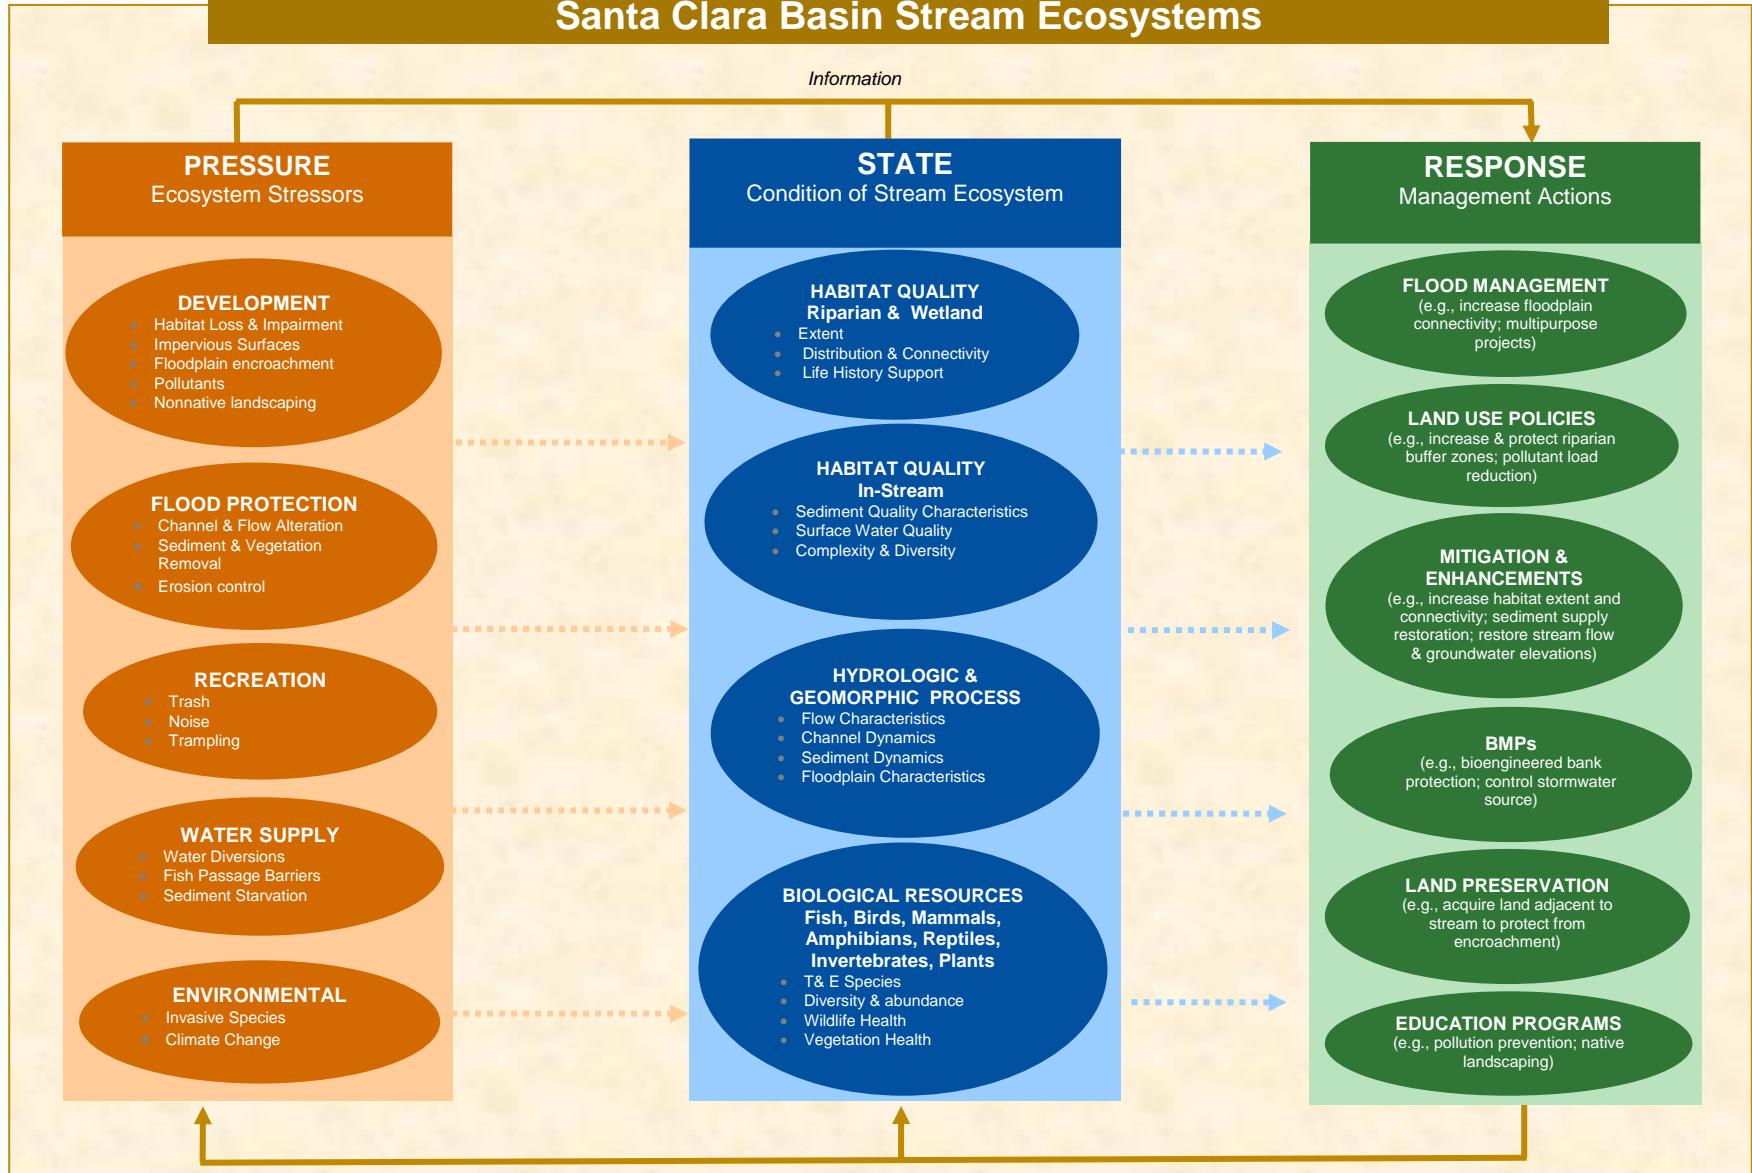 Santa Clara Basin Stream Ecosystems
Information
PRESSURE
Ecosystem Stressors
DEVELOPMENT
Habitat Loss & Impairment
Impervious Surfaces
Floodplain encroachment
Pollutants
Nonnative landscaping
FLOOD PROTECTION
Channel & Flow Alteration
Sediment & Vegetation
Removal
Erosion control
RECREATION
Trash
Noise
Trampling
WATER SUPPLY
Water Diversions
Fish Passage Barriers
Sediment Starvation
ENVIRONMENTAL
Invasive Species
Climate Change
STATE
Condition of Stream Ecosystem
HABITAT QUALITY
Riparian & Wetland
Extent
Distribution & Connectivity
Life History Support
HABITAT QUALITY
In-Stream
Sediment Quality Characteristics
Surface Water Quality
Complexity & Diversity
HYDROLOGIC &
GEOMORPHIC PROCESS
Flow Characteristics
Channel Dynamics
Sediment Dynamics
Floodplain Characteristics
BIOLOGICAL RESOURCES
Fish, Birds, Mammals,
Amphibians, Reptiles,
Invertebrates, Plants
T& E Species
Diversity & abundance
Wildlife Health
Vegetation Health
RESPONSE
Management Actions
FLOOD MANAGEMENT
(e.g., increase floodplain
connectivity; multipurpose
projects)
LAND USE POLICIES
(e.g., increase & protect riparian
buffer zones; pollutant load
reduction)
MITIGATION &
ENHANCEMENTS
(e.g., increase habitat extent and
connectivity; sediment supply
restoration; restore stream flow
& groundwater elevations)
BMPs
(e.g., bioengineered bank
protection; control stormwater
source)
LAND PRESERVATION
(e.g., acquire land adjacent to
stream to protect from
encroachment)
EDUCATION PROGRAMS
(e.g., pollution prevention; native
landscaping)